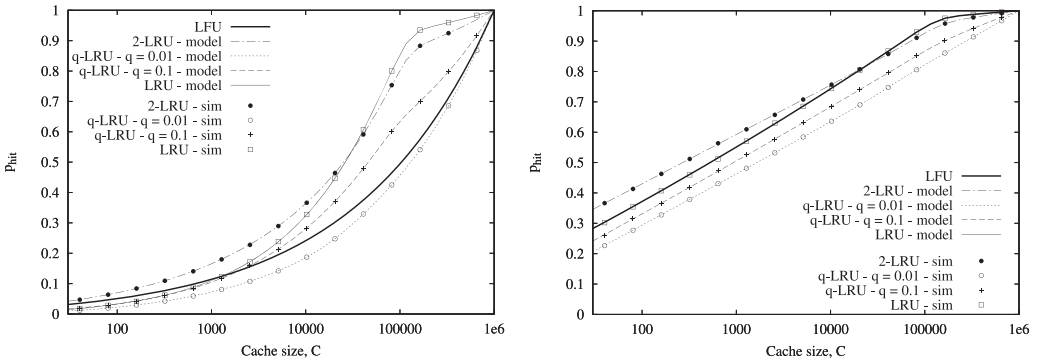 1
0.9
0.8
0.7
0.6
0.5
0.4
0.3
0.2
0.1
0
p_hit
LFU
2-LRU - model
q-LRU - q = 0.01 - model
q-LRU - q = 0.1 - model
LRU - model
2-LRU - sim
q-LRU - q = 0.01 - sim
q-LRU - q = 0.1 - sim
LRU - sim
100 1000 10000 100000 1e6
Cache size, C
1
0.9
0.8
0.7
0.6
0.5
0.4
0.3
0.2
0.1
0
p_hit
LFU
2-LRU - model
q-LRU - q = 0.01 - model
q-LRU - q = 0.1 - model
LRU - model
2-LRU - sim
q-LRU - q = 0.01 - sim
q-LRU - q = 0.1 - sim
LRU - sim
100 1000 10000 100000 1e6
Cache size, C